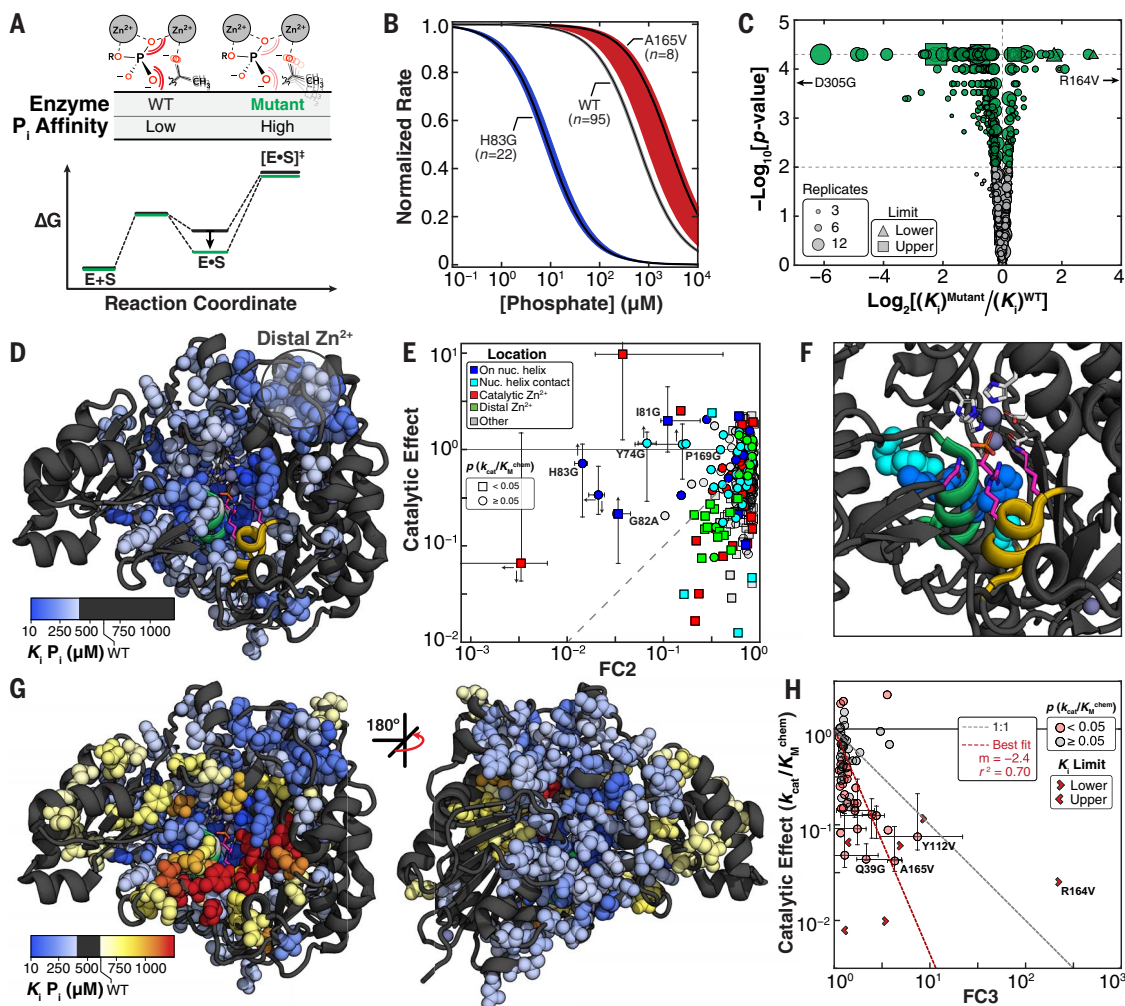 A
Zn2+
Zn2+
Zn2+
Zn2+
RO
P
O
O
O
−O
−O
CH3
RO
P
O
O
O
−O
−O
CH3
Enzyme WT Mutant
Pi Affinity Low High
[E•S]‡
ΔG
E+S
E•S
Reaction Coordinate
B
Normalized Rate
1.0
0.8
0.6
0.4
0.2
0
A165V
(n=8)
WT
(n=95)
H83G
(n=22)
10−1 100 101 102 103 104
[Phosphate] (μM)
C
−Log10[p-value]
5
4
3
2
1
0
D305G
R164V
Replicates
3
6
12
Limit
Lower
Upper
−6 −4 −2 0 2 4
Log2[(Ki)Mutant/(Ki)WT]
D
Distal Zn2+
10 250 500 750 1000
Ki Pi (μM) WT
E
Catalytic Effect
101
100
10−1
10−2
Location
On nuc. helix
Nuc. helix contact
Catalytic Zn2+
Distal Zn2+
Other
p (kcat/KMchem)
< 0.05
≥ 0.05
I81G
Y74G
P169G
H83G
G82A
10−3 10−2 10−1 100
FC2
F
G
180°
10 250 500 750 1000
Ki Pi (μM) WT
H
Catalytic Effect (kcat/KMchem)
100
10−1
10−2
1:1
Best fit
m = −2.4
r2 = 0.70
p (kcat/KMchem)
< 0.05
≥ 0.05
Ki Limit
Lower
Upper
Y112V
Q39G
A165V
R164V
100 101 102 103
FC3